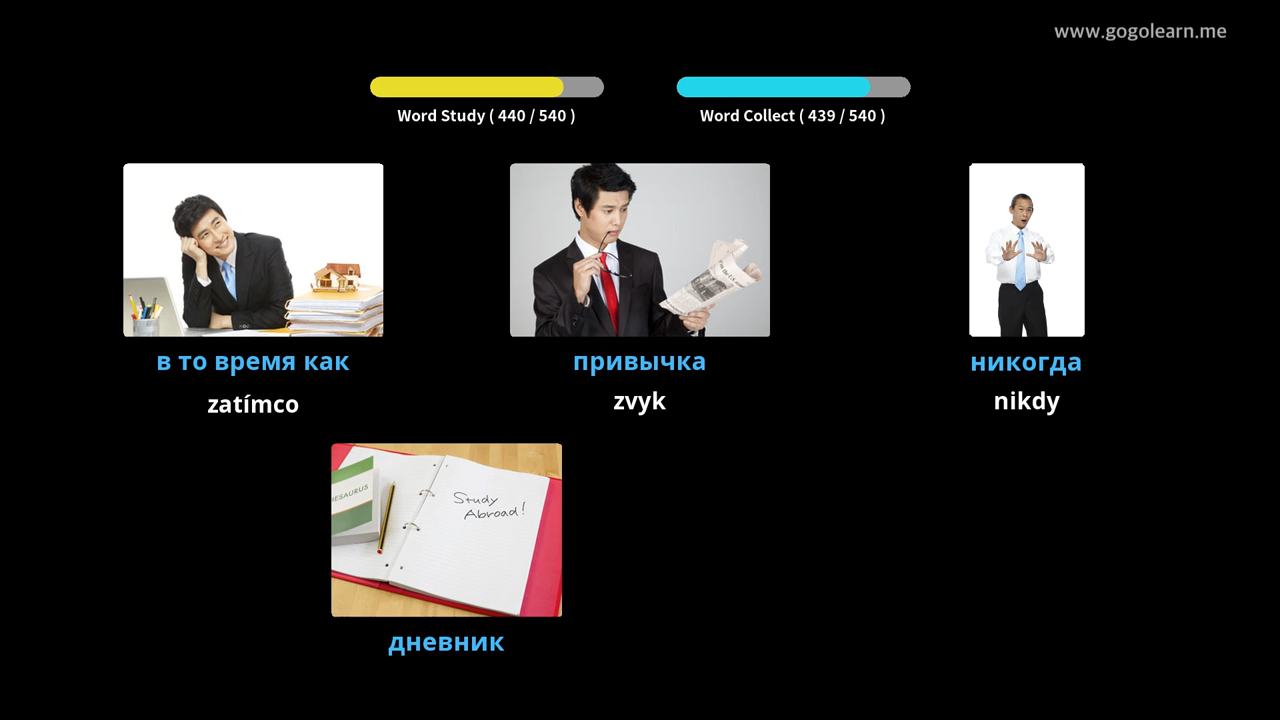 www.gogolearn.me
Word Study ( 440 / 540 )
Word Collect ( 439 / 540 )
в то время как
привычка
никогда
zatímco
zvyk
nikdy
HESAURUS
Study
Abroad!
дневник